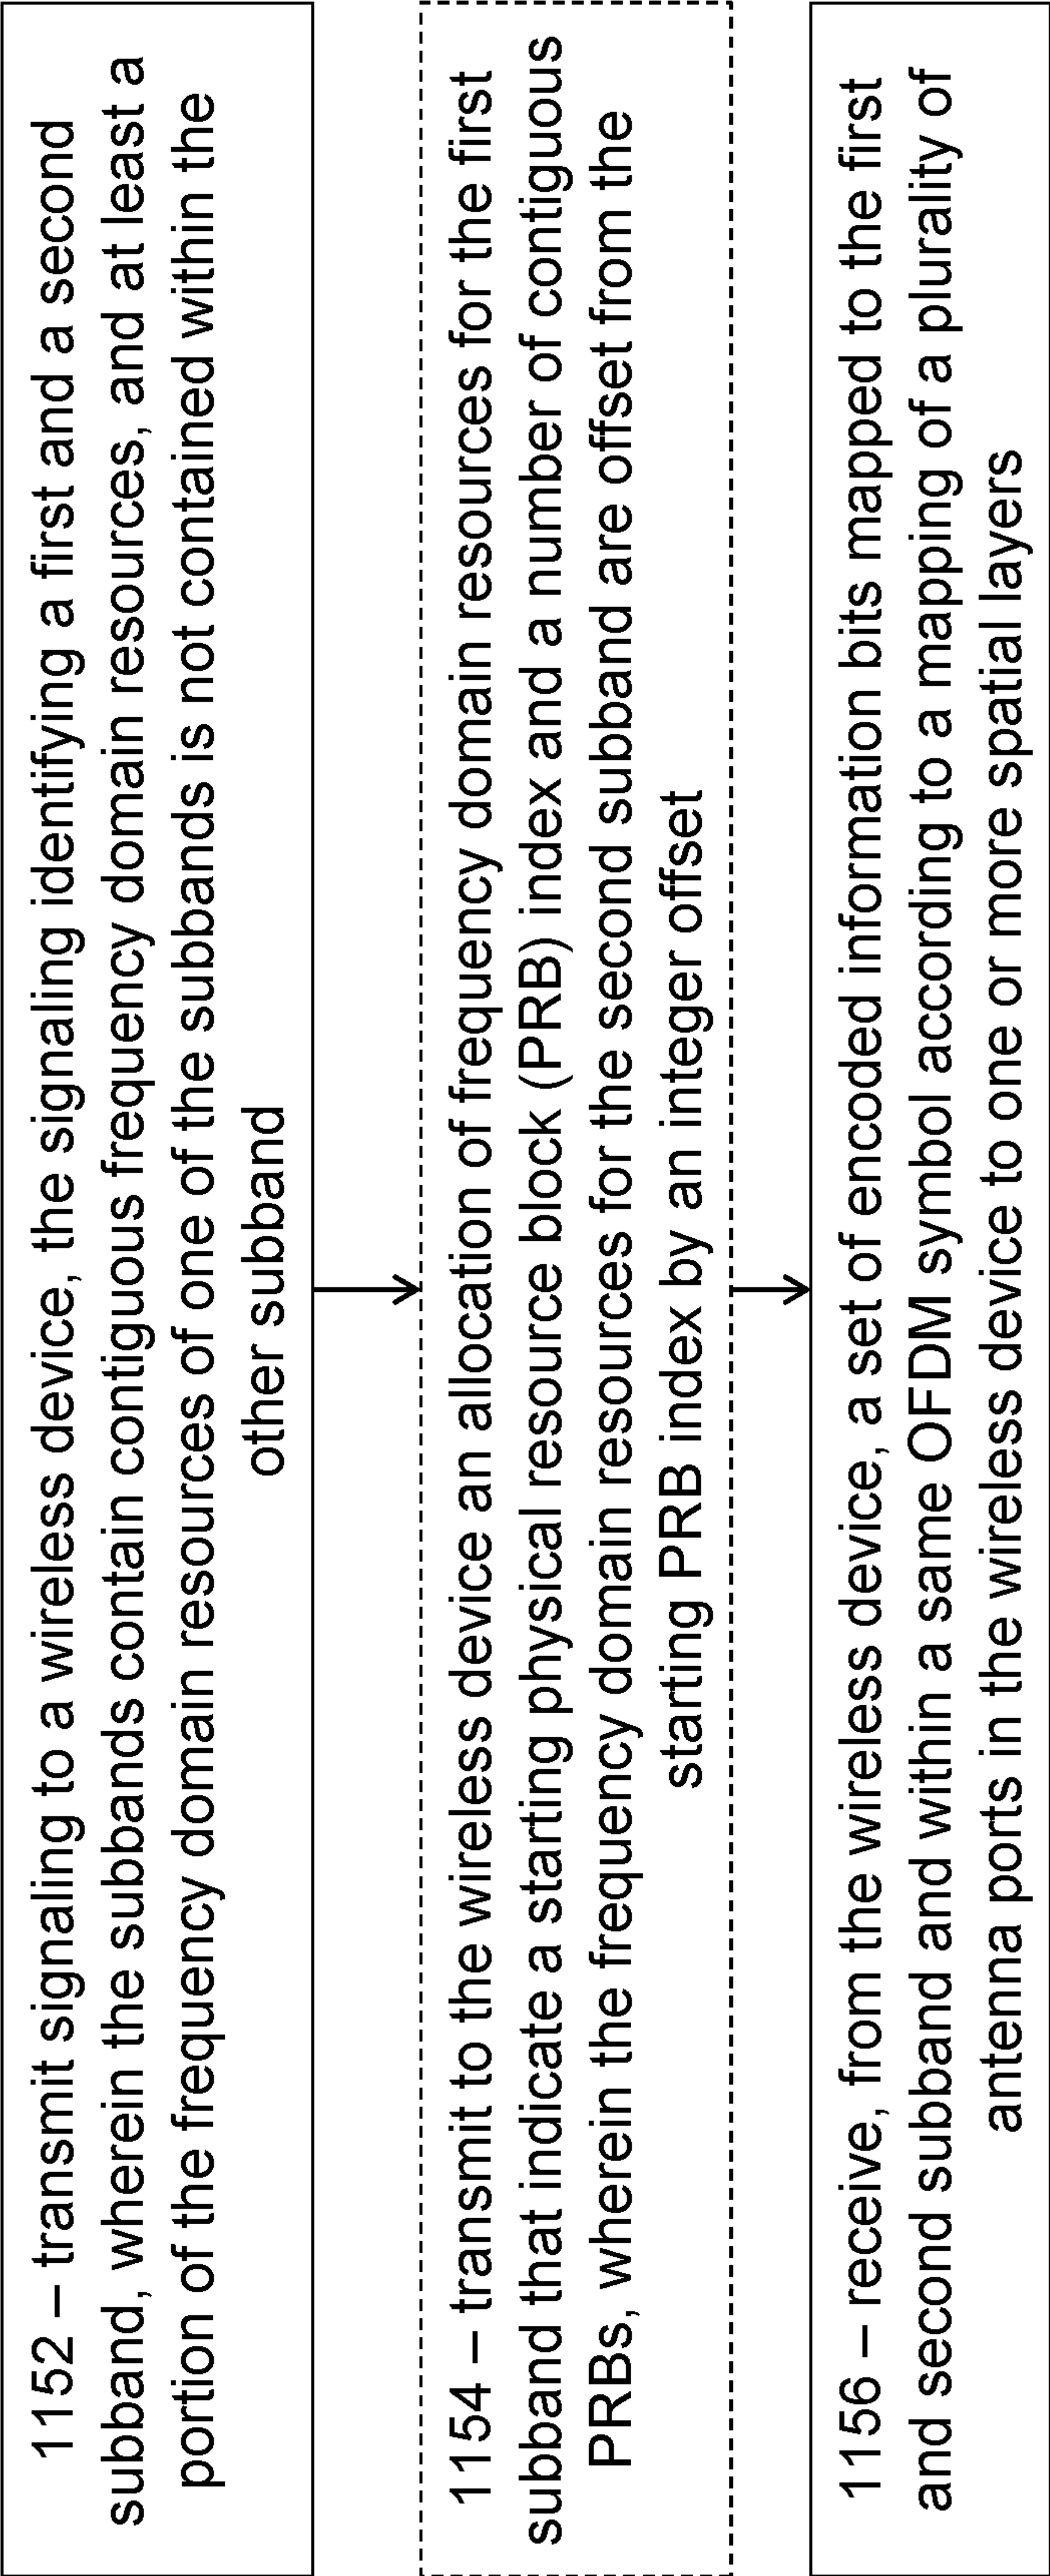 1152 – transmit signaling to a wireless device, the signaling identifying a first and a second
subband, wherein the subbands contain contiguous frequency domain resources, and at least a
portion of the frequency domain resources of one of the subbands is not contained within the
other subband
1154 – transmit to the wireless device an allocation of frequency domain resources for the first
subband that indicate a starting physical resource block (PRB) index and a number of contiguous
PRBs, wherein the frequency domain resources for the second subband are offset from the
starting PRB index by an integer offset
1156 – receive, from the wireless device, a set of encoded information bits mapped to the first
and second subband and within a same OFDM symbol according to a mapping of a plurality of
antenna ports in the wireless device to one or more spatial layers